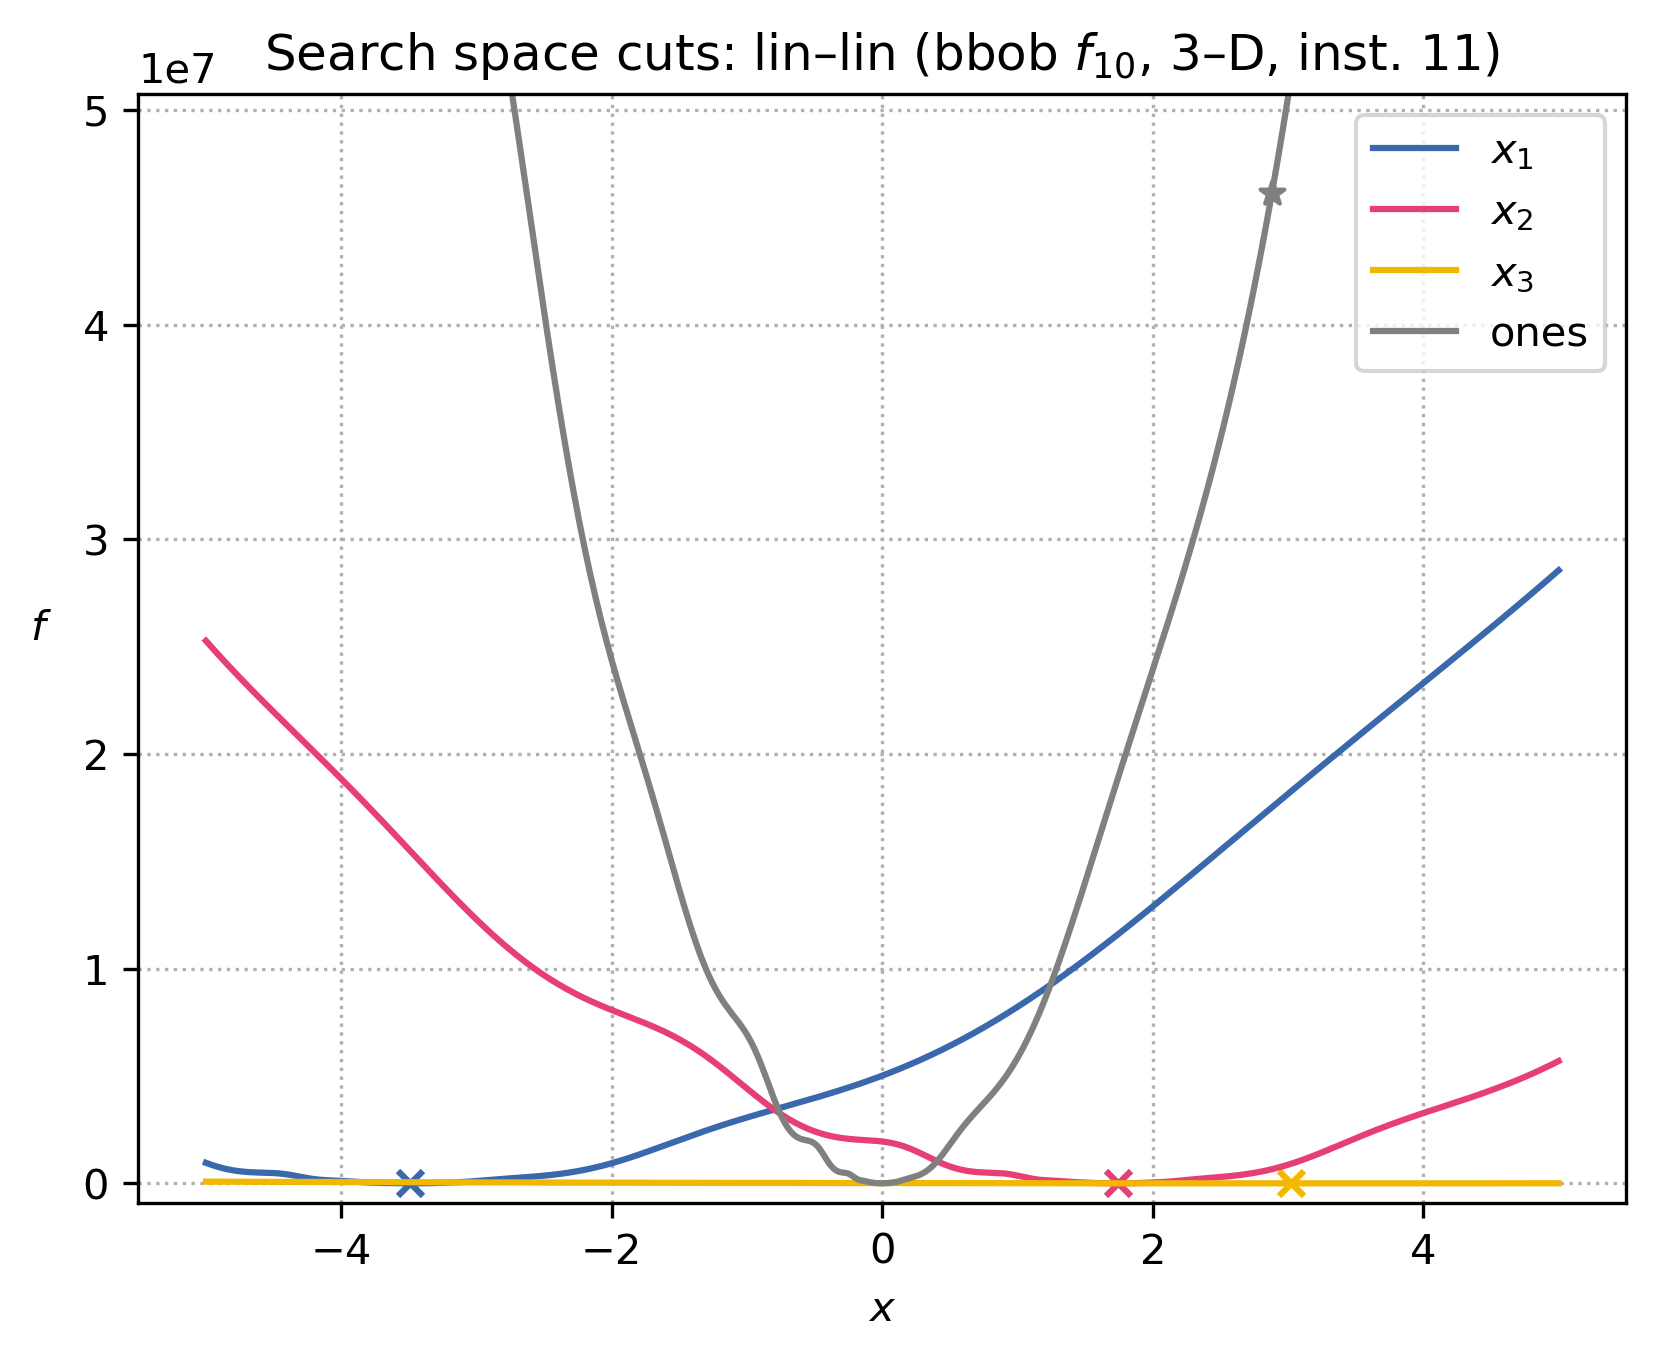 Search space cuts: lin–lin (bbob f₁₀, 3–D, inst. 11)
1e7
5
4
3
2
1
0
f
−4 −2 0 2 4
x
x₁
x₂
x₃
ones